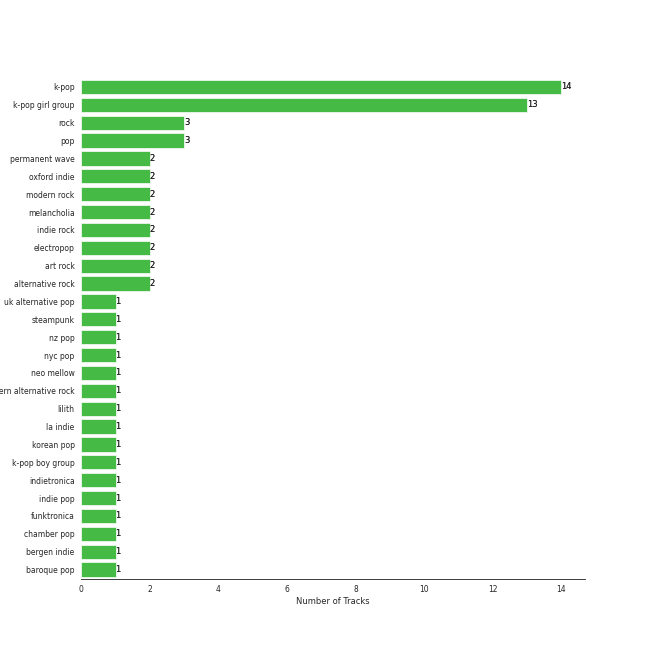 k-pop 14
k-pop girl group 13
rock 3
pop 3
permanent wave 2
oxford indie 2
modern rock 2
melancholia 2
indie rock 2
electropop 2
art rock 2
alternative rock 2
uk alternative pop 1
steampunk 1
nz pop 1
nyc pop 1
neo mellow 1
ern alternative rock 1
lilith 1
la indie 1
korean pop 1
k-pop boy group 1
indietronica 1
indie pop 1
funktronica 1
chamber pop 1
bergen indie 1
baroque pop 1
0 2 4 6 8 10 12 14
Number of Tracks